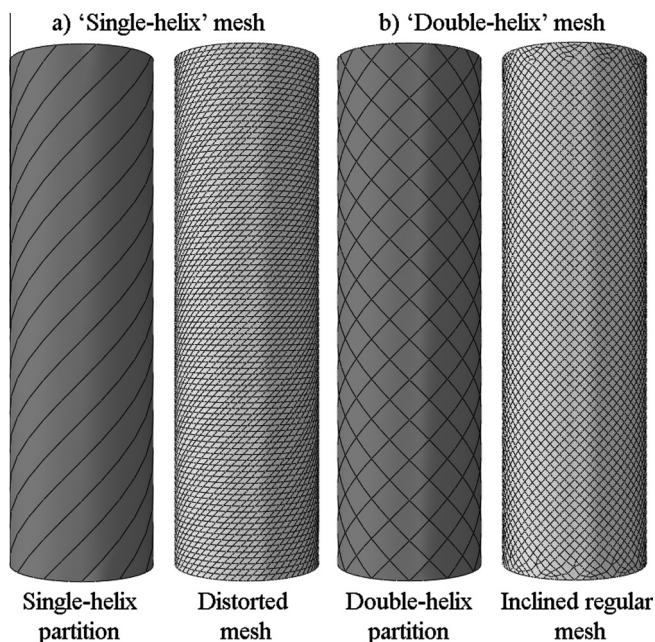 a) ‘Single-helix’ mesh
b) ‘Double-helix’ mesh
Single-helix
partition
Distorted
mesh
Double-helix
partition
Inclined regular
mesh